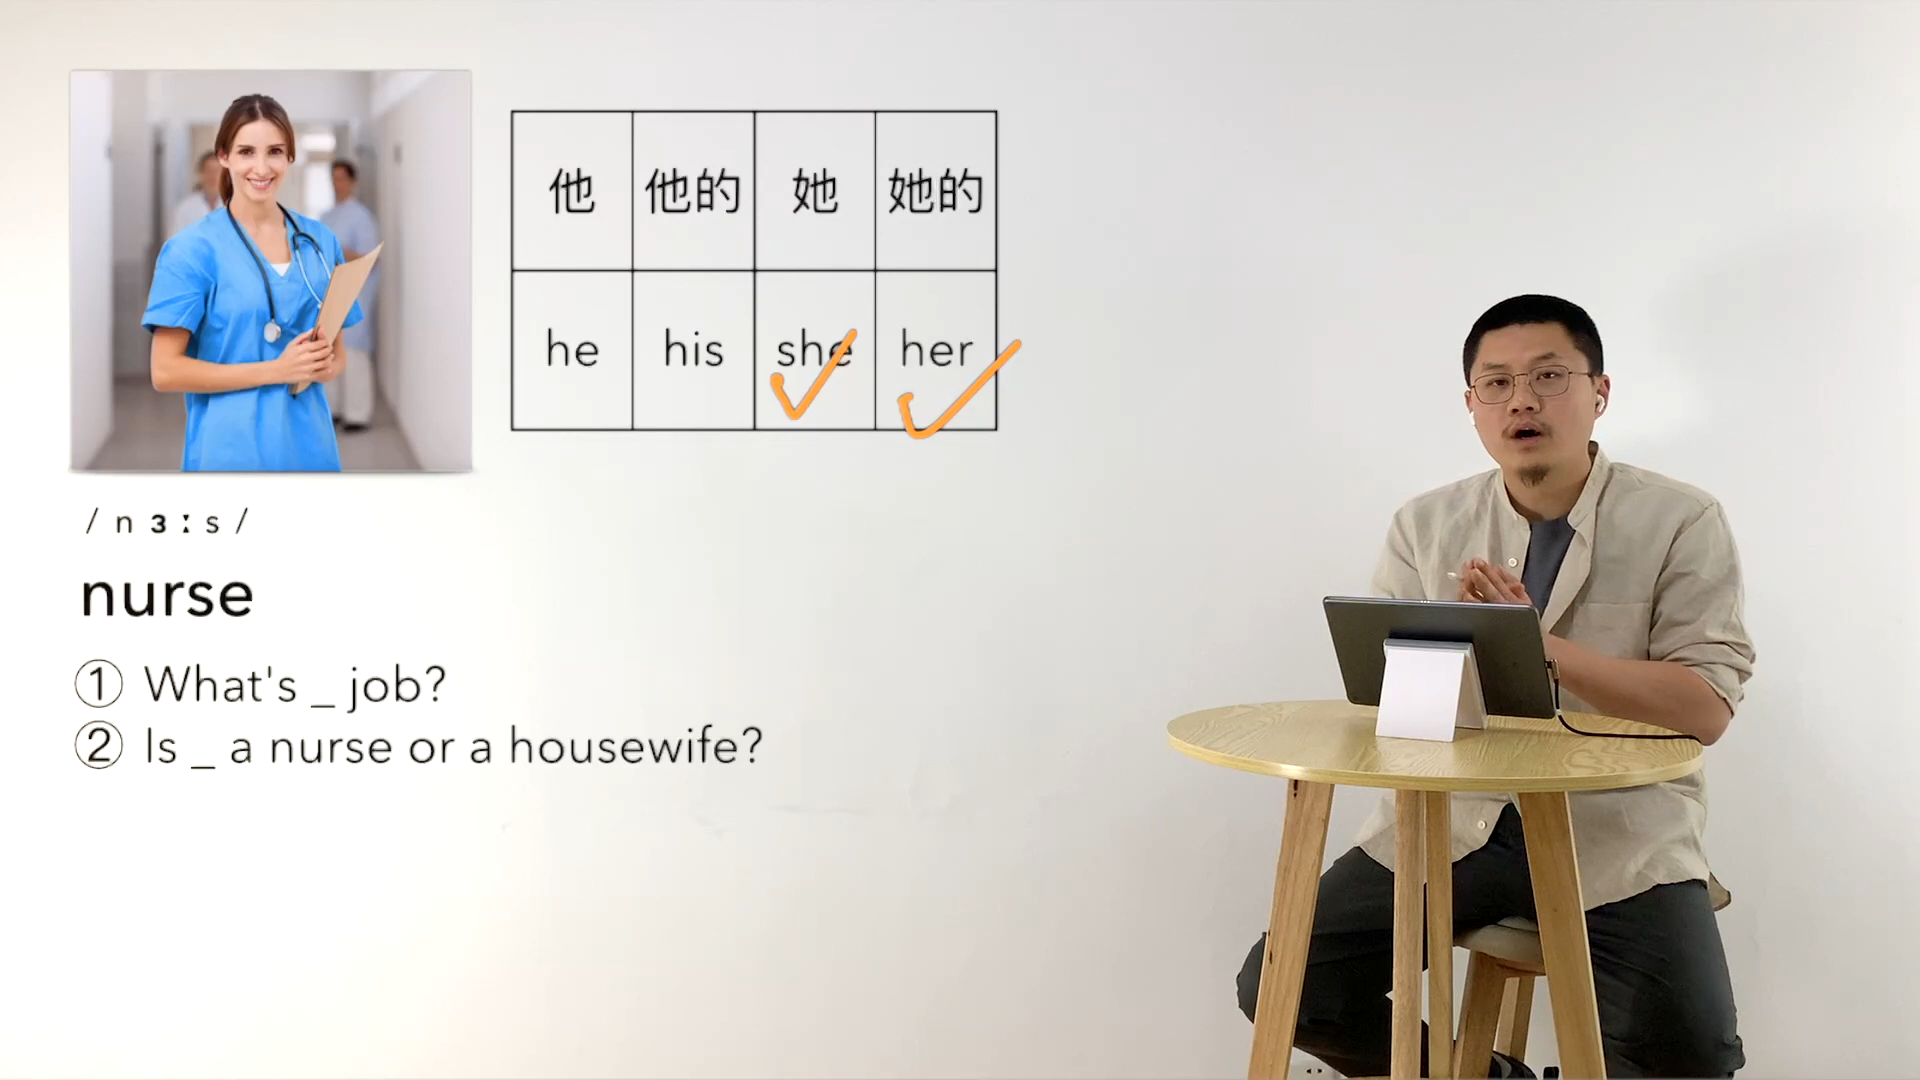 他 他的 她 她的
he his she her
/nɜːs/
nurse
① What's _ job?
② Is _ a nurse or a housewife?